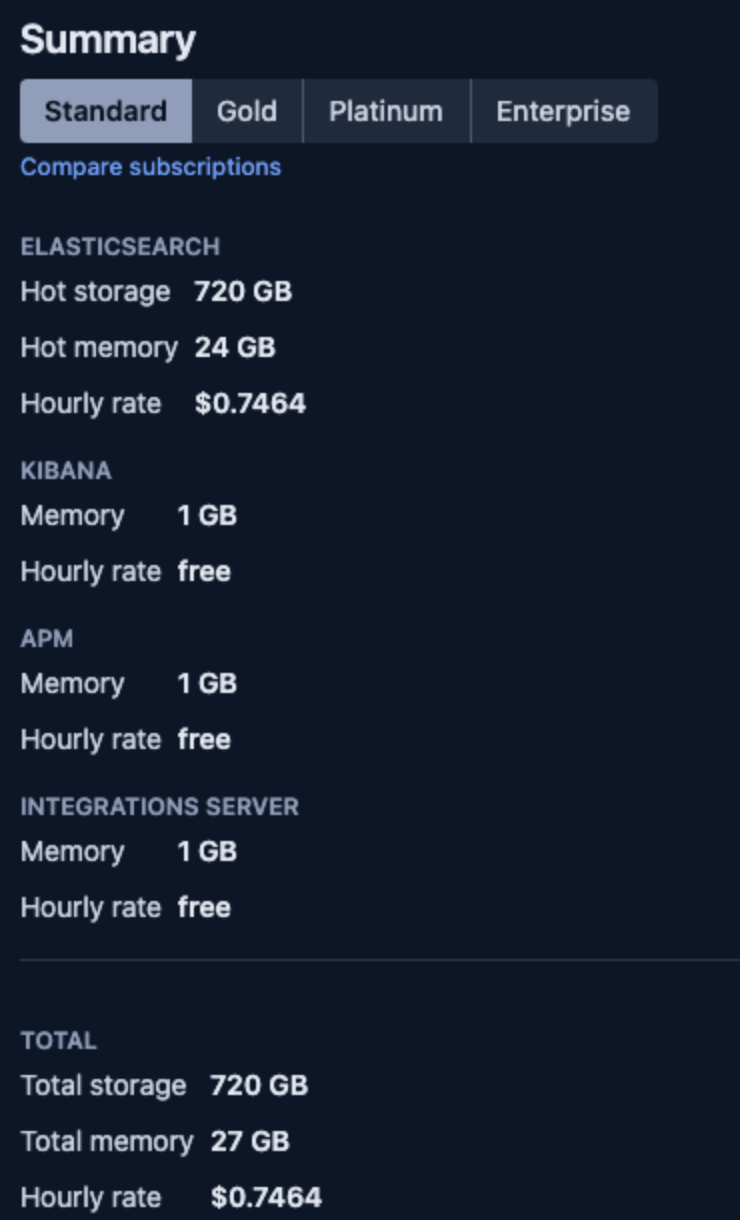 Summary
Standard Gold Platinum Enterprise
Compare subscriptions
ELASTICSEARCH
Hot storage 720 GB
Hot memory 24 GB
Hourly rate $0.7464
KIBANA
Memory 1 GB
Hourly rate free
APM
Memory 1 GB
Hourly rate free
INTEGRATIONS SERVER
Memory 1 GB
Hourly rate free
TOTAL
Total storage 720 GB
Total memory 27 GB
Hourly rate $0.7464